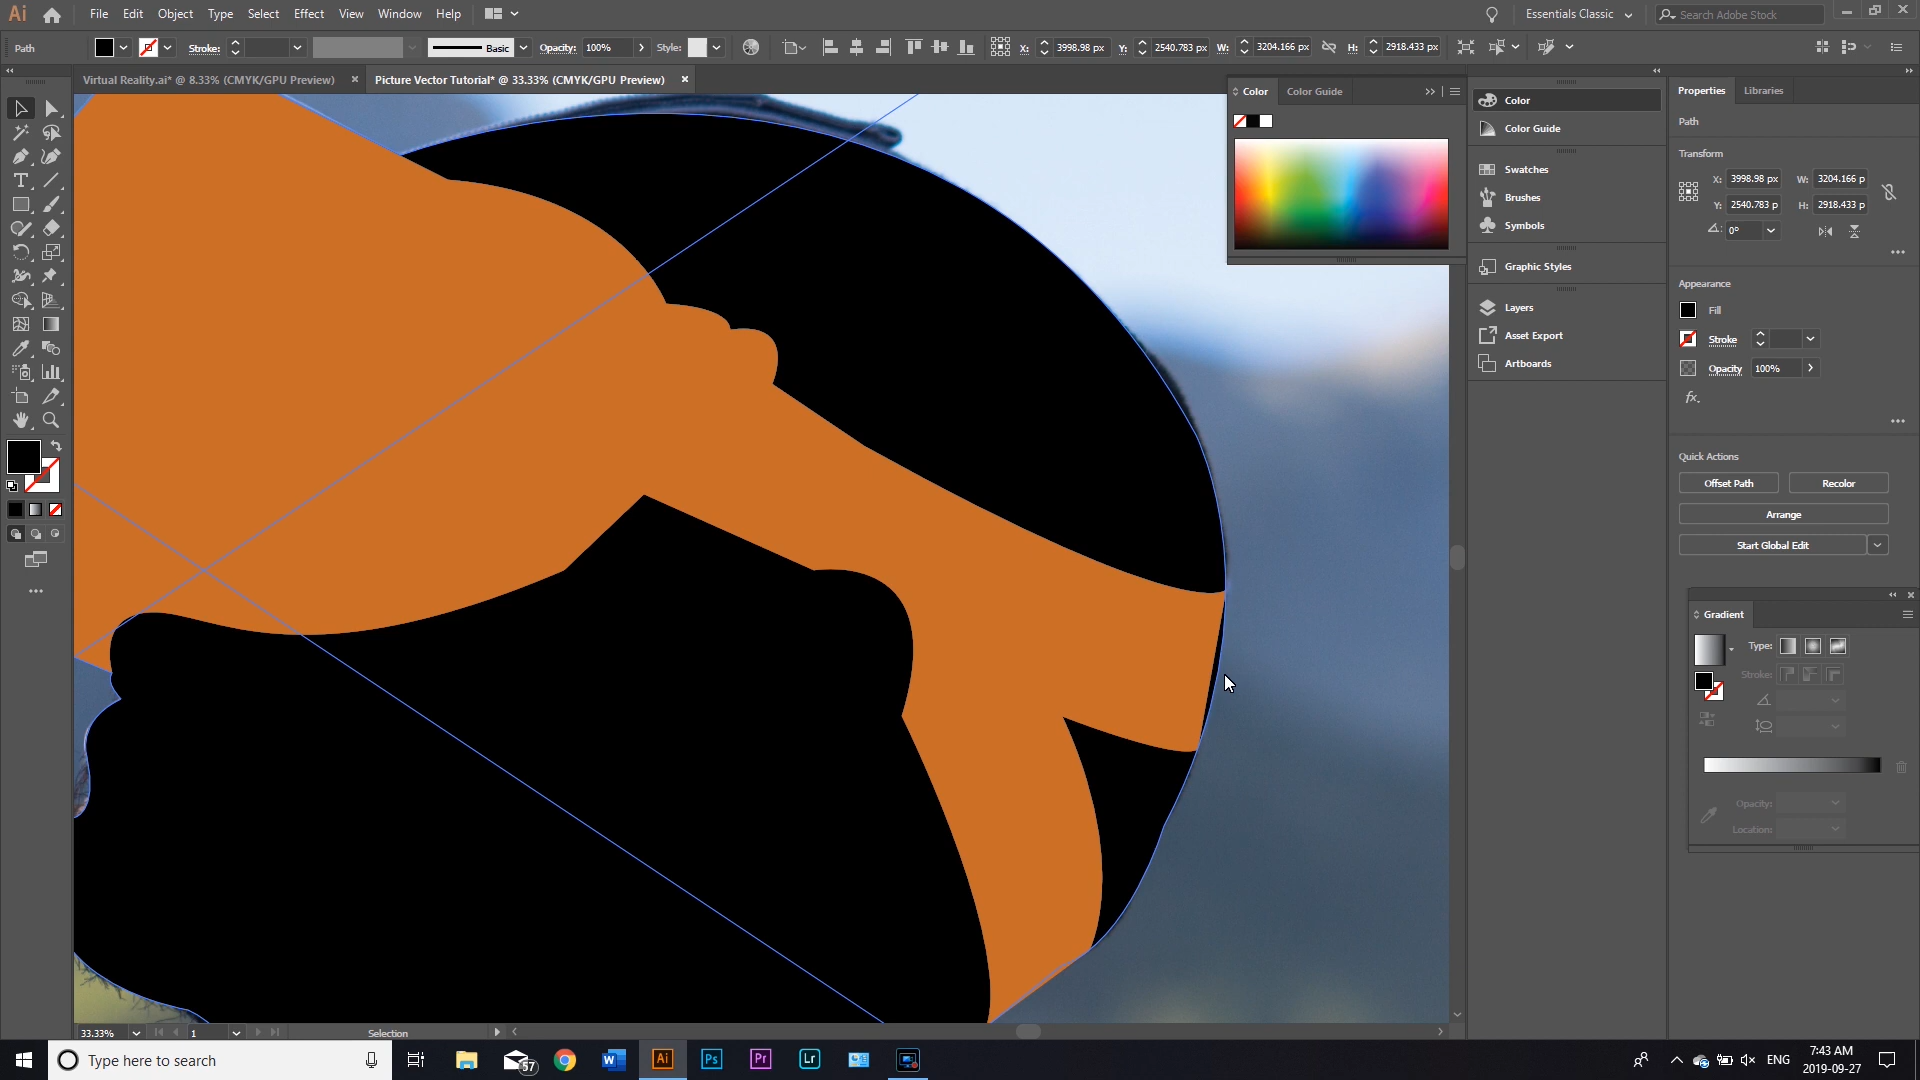 Ai File Edit Object Type Select Effect View Window Help Essentials Classic Search Adobe Stock
Path Stroke: Basic Opacity: 100% Style: X: 3998.98 px Y: 2540.783 px W: 3204.166 px H: 2918.433 px
Virtual Reality.ai* @ 8.33% (CMYK/GPU Preview) × Picture Vector Tutorial* @ 33.33% (CMYK/GPU Preview) ×
Color Color Guide
Color
Color Guide
Swatches
Brushes
Symbols
Graphic Styles
Layers
Asset Export
Artboards
Properties Libraries
Path
Transform
X: 3998.98 px W: 3204.166 p
Y: 2540.783 p H: 2918.433 p
0°
Appearance
Fill
Stroke
Opacity 100%
fx.
Quick Actions
Offset Path Recolor
Arrange
Start Global Edit
Gradient
Type:
Stroke:
Opacity:
Location:
33.33% 1 Selection
Type here to search
57
W Ai Ps Pr Lr
ENG
7:43 AM
2019-09-27